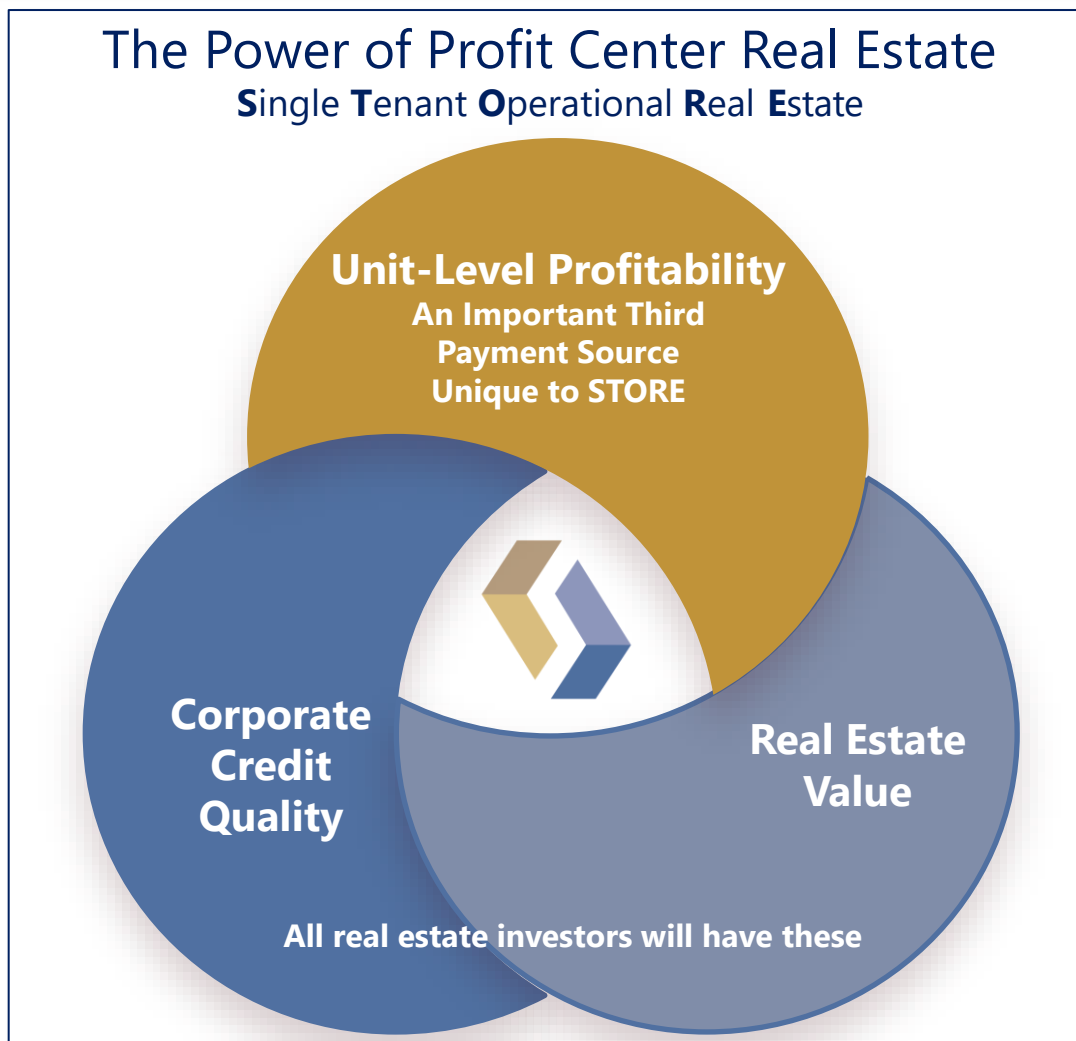 The Power of Profit Center Real Estate
Single Tenant Operational Real Estate
Unit-Level Profitability
An Important Third
Payment Source
Unique to STORE
Corporate
Credit
Quality
Real Estate
Value
All real estate investors will have these